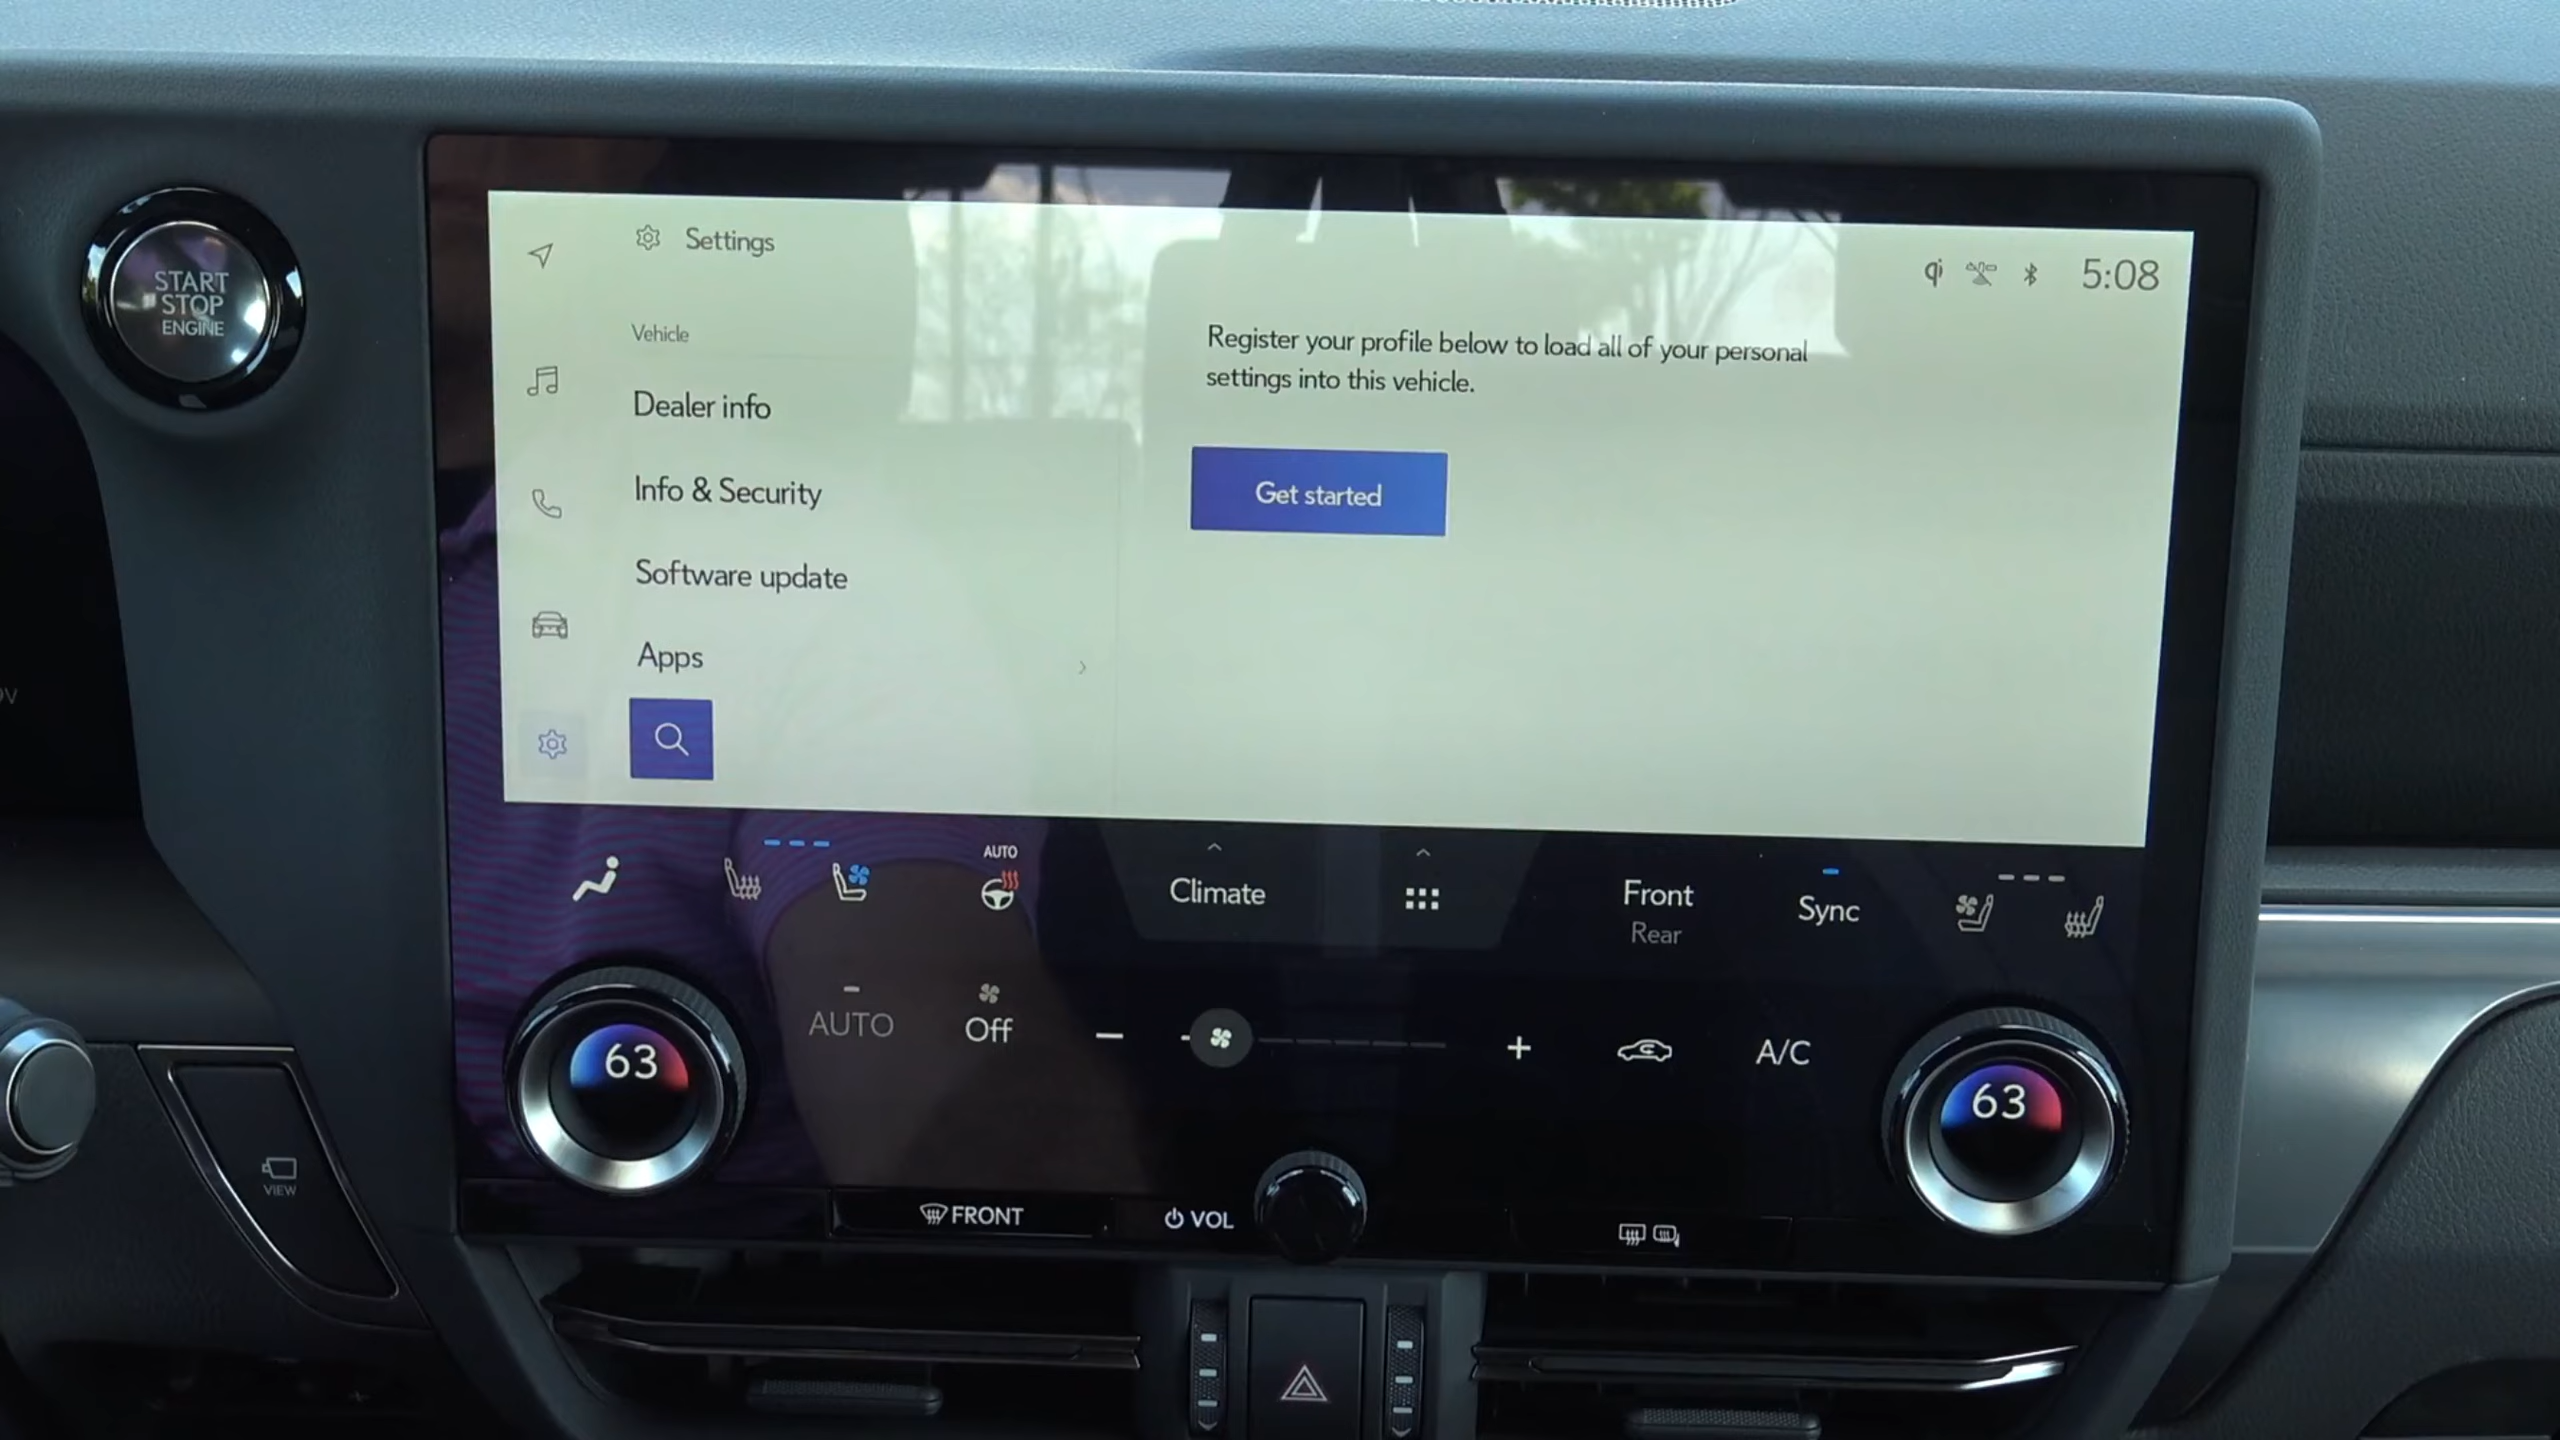 START
STOP
ENGINE
Settings
5:08
Vehicle
Dealer info
Info & Security
Software update
Apps
Register your profile below to load all of your personal
settings into this vehicle.
Get started
AUTO
Climate
Front
Rear
Sync
63
AUTO
Off
A/C
63
VIEW
FRONT
VOL